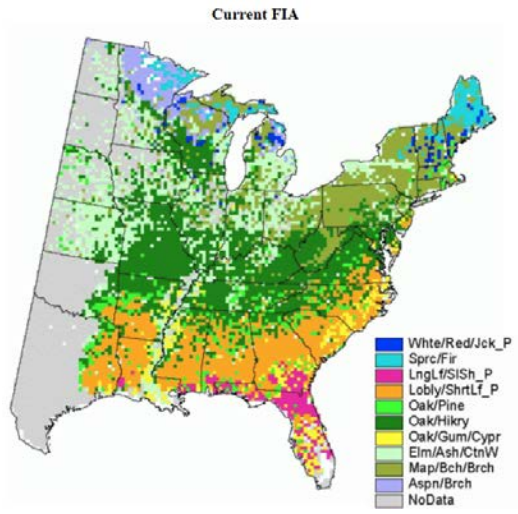 Current FIA
Whte/Red/Jck_P
Sprc/Fir
LngLf/SlSh_P
Lobly/ShrtLf_P
Oak/Pine
Oak/Hikry
Oak/Gum/Cypr
Elm/Ash/CtnW
Map/Bch/Brch
Aspn/Brch
NoData